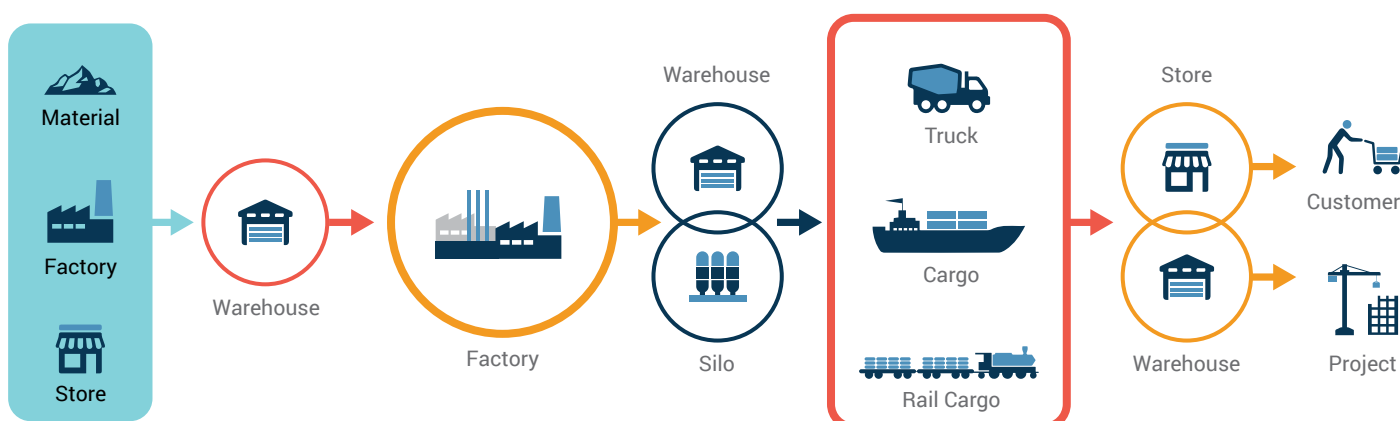 Material
Factory
Store
Warehouse
Factory
Warehouse
Silo
Truck
Cargo
Rail Cargo
Store
Warehouse
Customer
Project